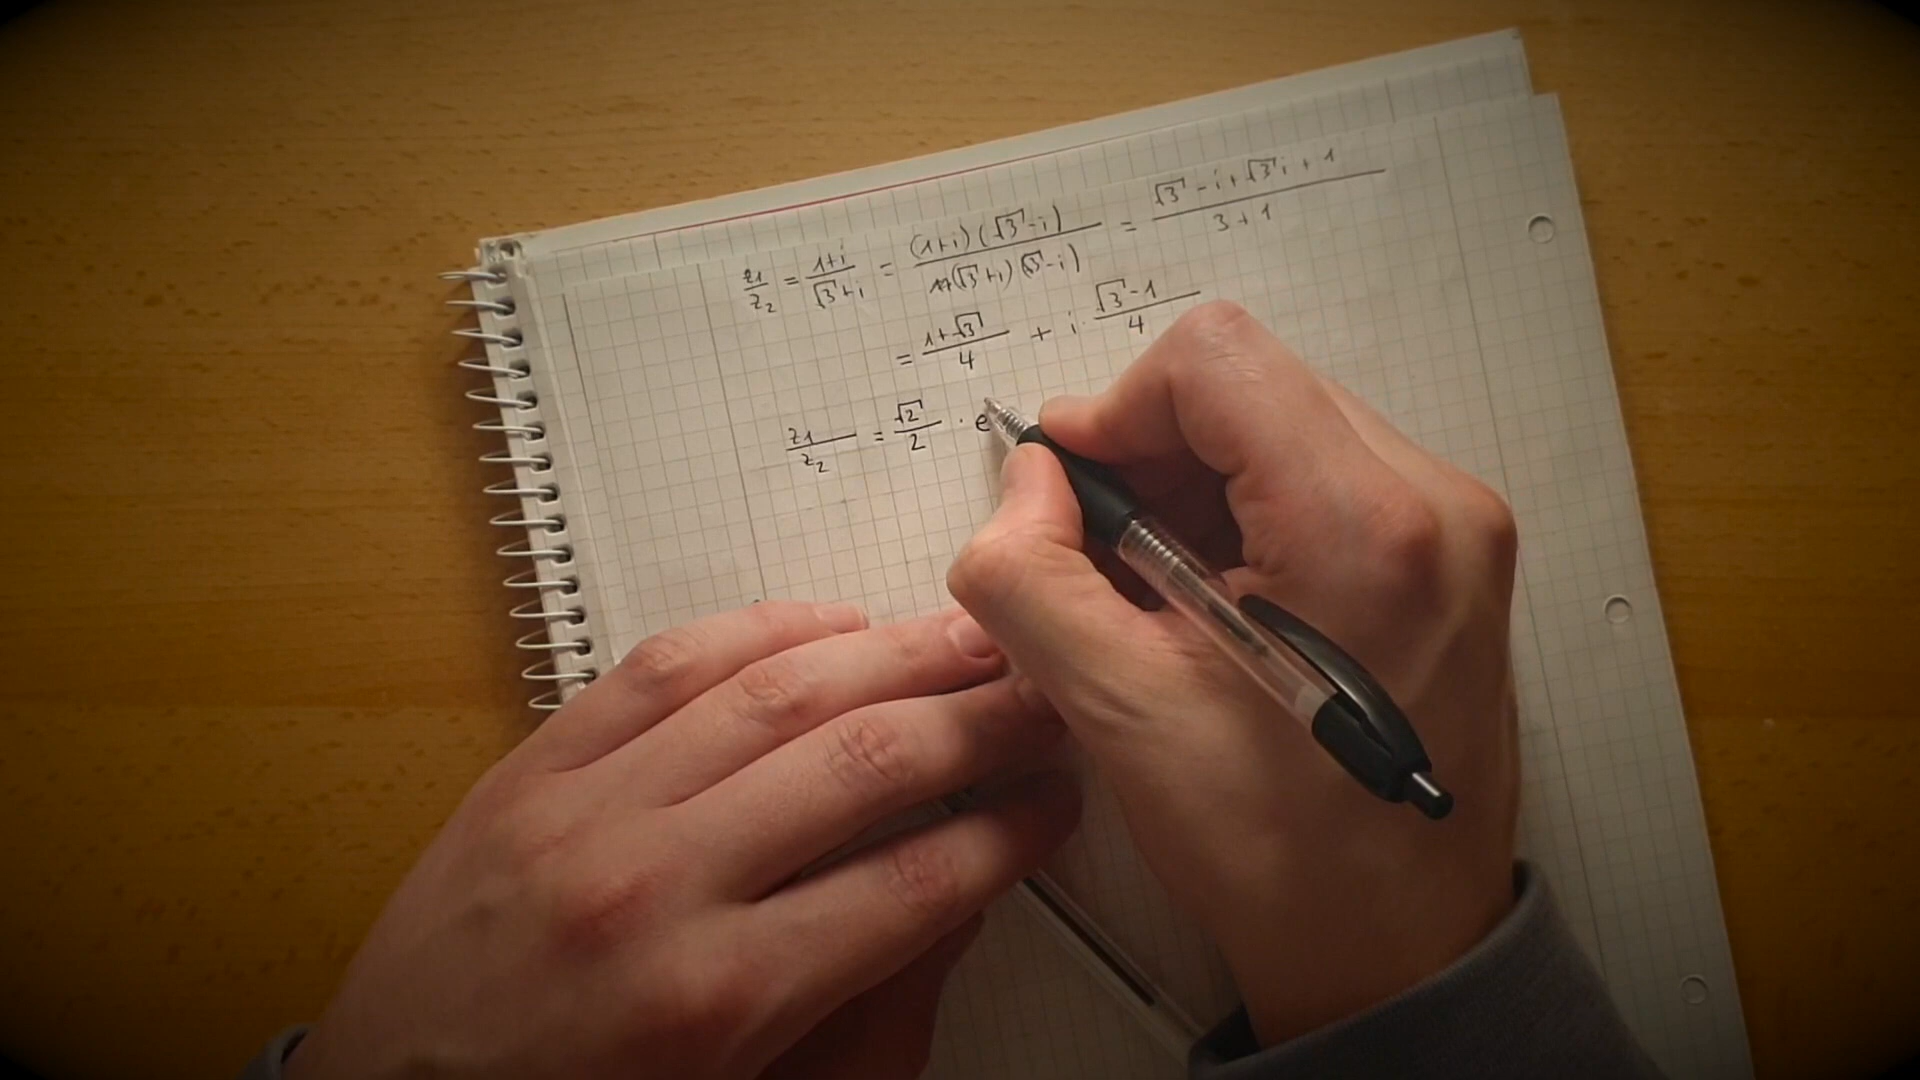 z1/z2 = 1+i/√3+i = (1+i)(√3-i)/(√3+i)(√3-i) = √3-i+√3i+1/3+1
= 1+√3/4 + i · √3-1/4
z1/z2 = √2/2 · e